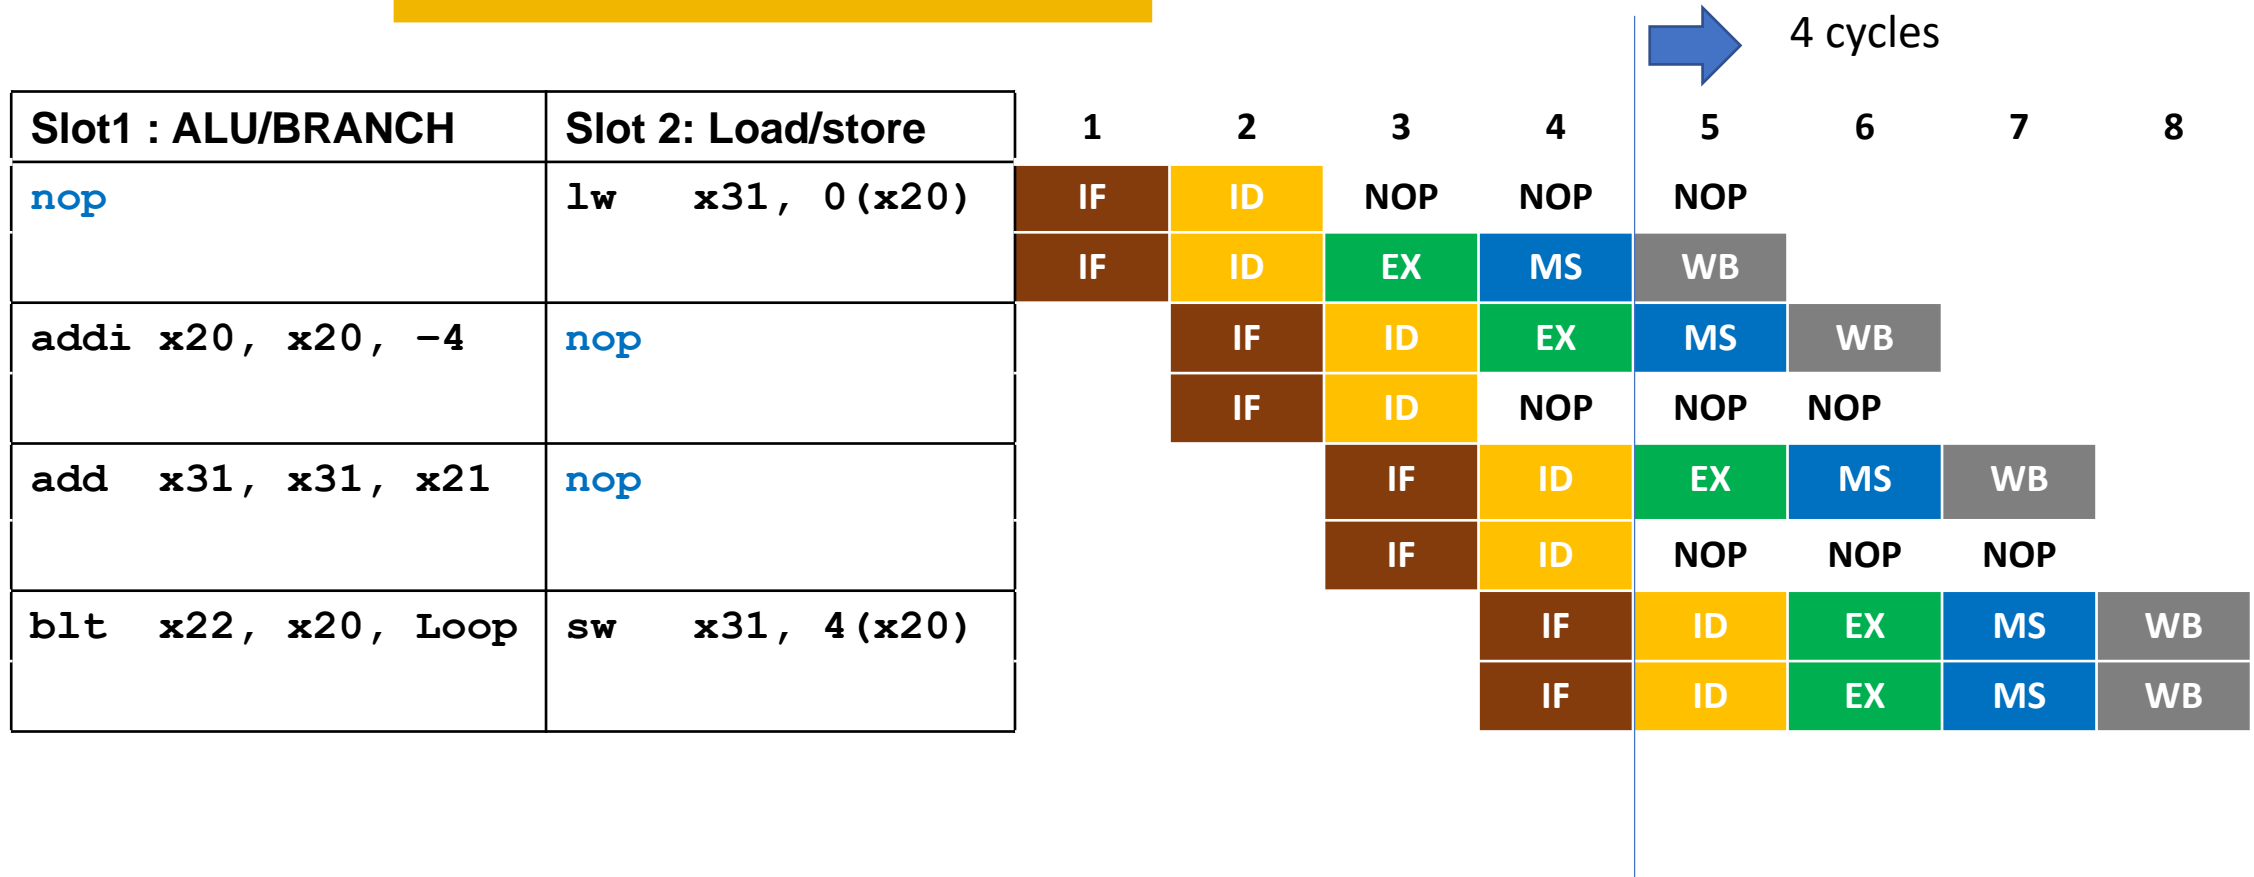 4 cycles
Slot1 : ALU/BRANCH Slot 2: Load/store 1 2 3 4 5 6 7 8
nop lw x31, 0(x20) IF ID NOP NOP NOP
IF ID EX MS WB
addi x20, x20, −4 nop IF ID EX MS WB
IF ID NOP NOP NOP
add x31, x31, x21 nop IF ID EX MS WB
IF ID NOP NOP NOP
blt x22, x20, Loop sw x31, 4(x20) IF ID EX MS WB
IF ID EX MS WB